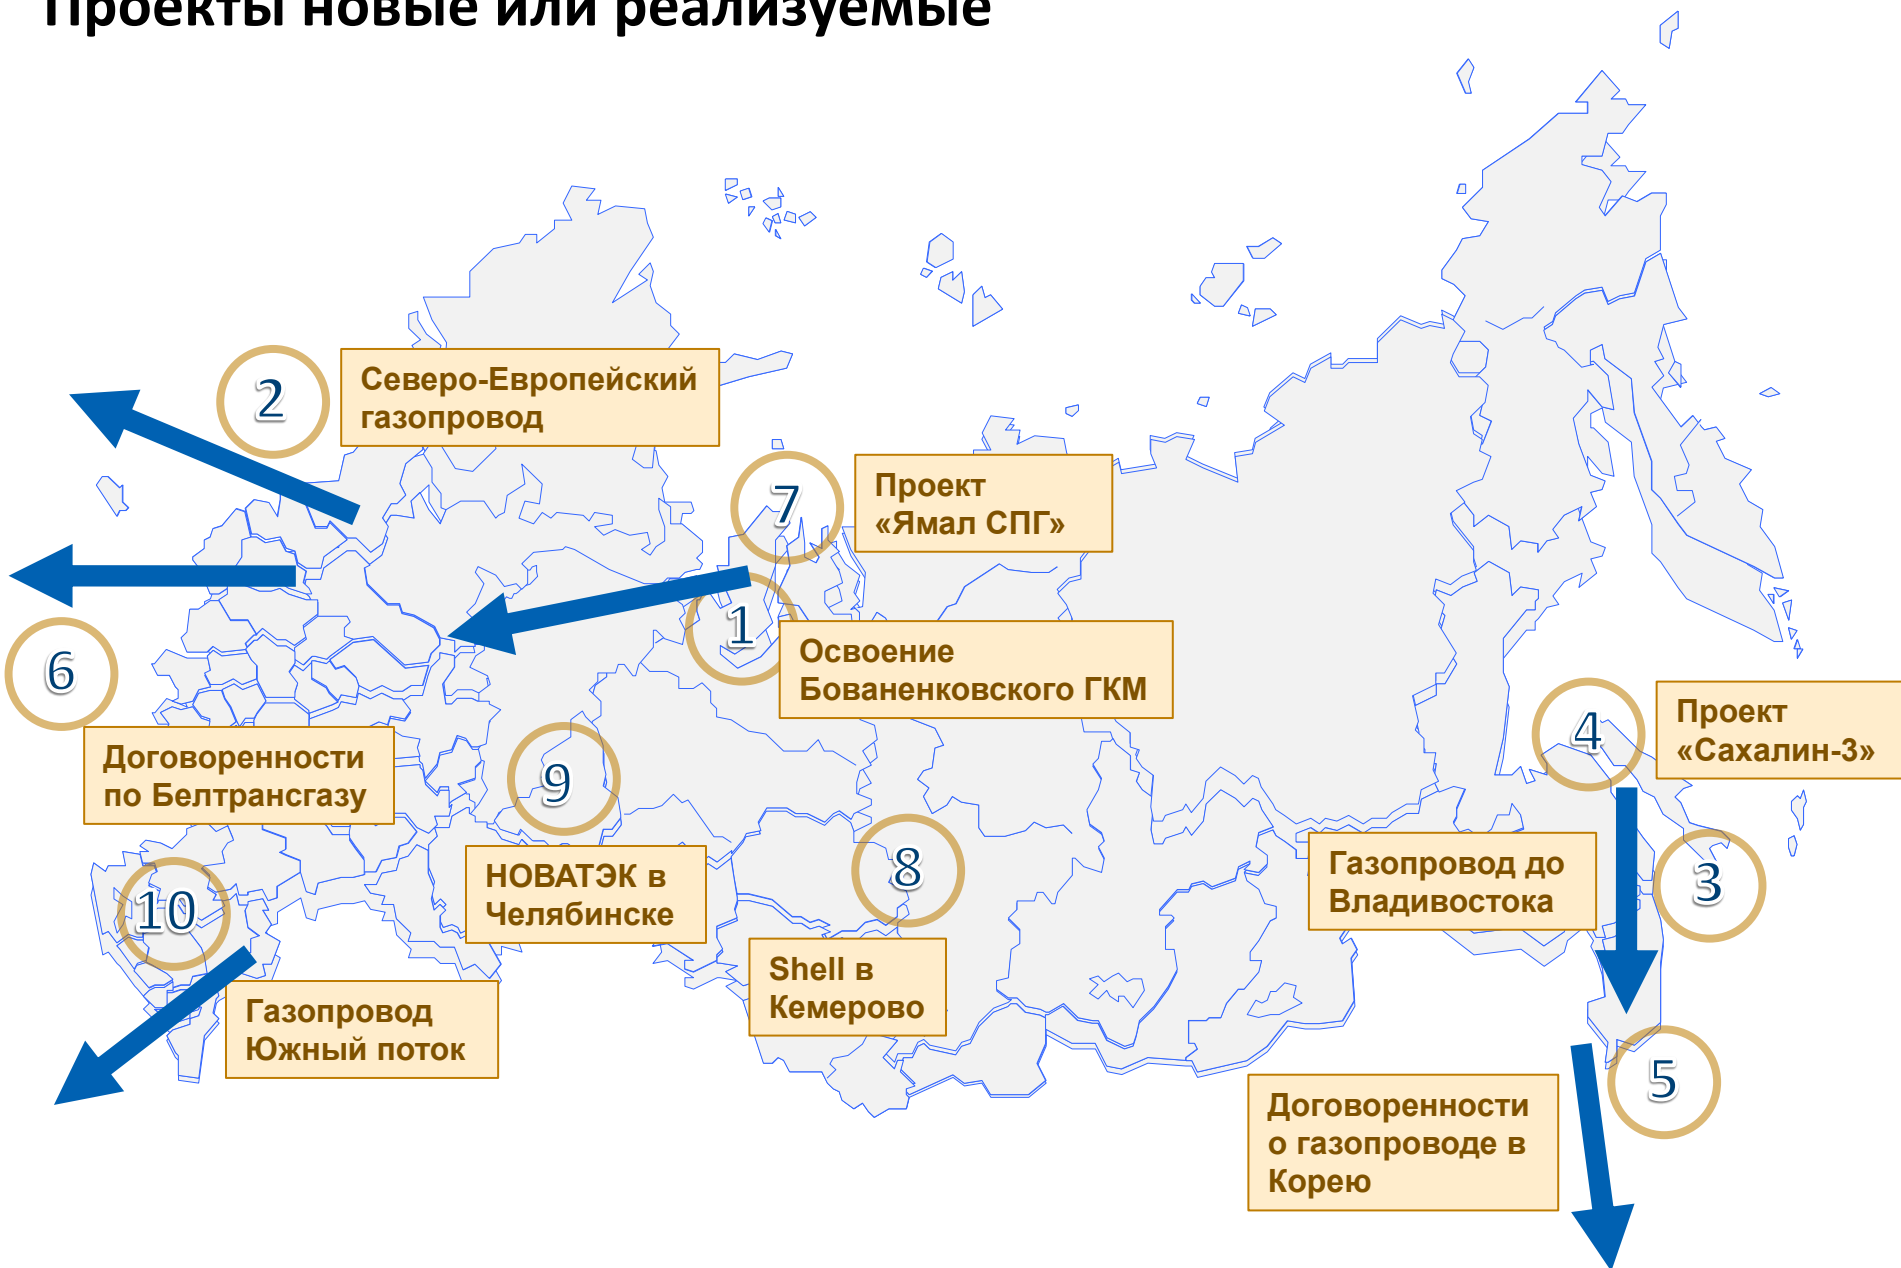 Проекты новые или реализуемые
2
Северо-Европейский
газопровод
7
Проект
«Ямал СПГ»
1
Освоение
Бованенковского ГКМ
6
Договоренности
по Белтрансгазу
4
Проект
«Сахалин-3»
9
НОВАТЭК в
Челябинске
8
Shell в
Кемерово
Газопровод до
Владивостока
3
10
Газопровод
Южный поток
5
Договоренности
о газопроводе в
Корею